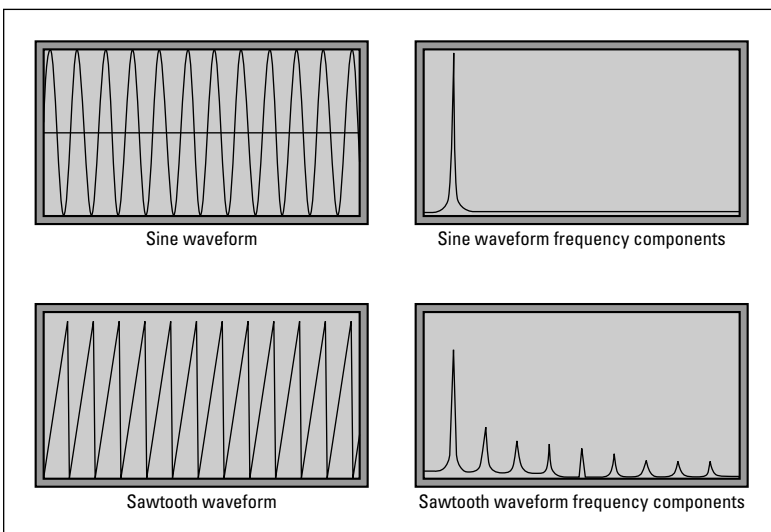 Sine waveform
Sine waveform frequency components
Sawtooth waveform
Sawtooth waveform frequency components